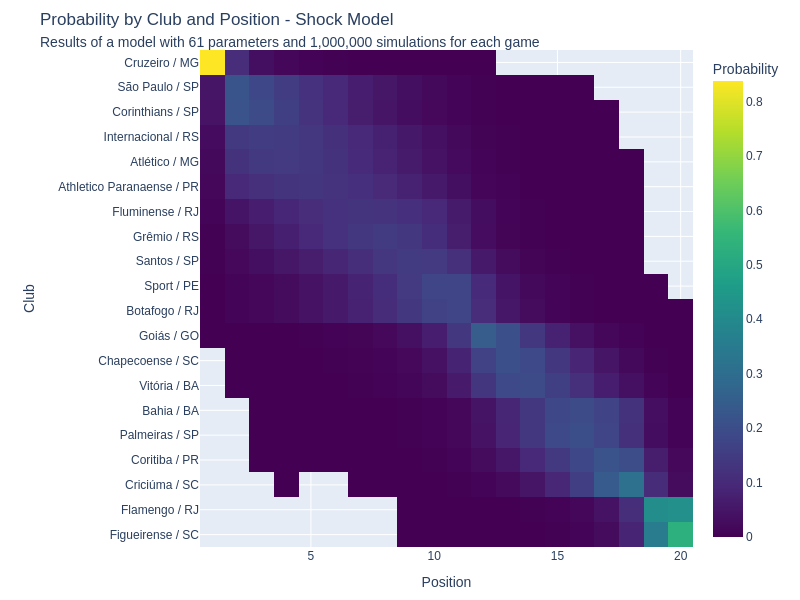 Probability by Club and Position - Shock Model
Results of a model with 61 parameters and 1,000,000 simulations for each game
Probability
Club
Cruzeiro / MG
São Paulo / SP
Corinthians / SP
Internacional / RS
Atlético / MG
Athletico Paranaense / PR
Fluminense / RJ
Grêmio / RS
Santos / SP
Sport / PE
Botafogo / RJ
Goiás / GO
Chapecoense / SC
Vitória / BA
Bahia / BA
Palmeiras / SP
Coritiba / PR
Criciúma / SC
Flamengo / RJ
Figueirense / SC
0.8
0.7
0.6
0.5
0.4
0.3
0.2
0.1
0
5
10
15
20
Position